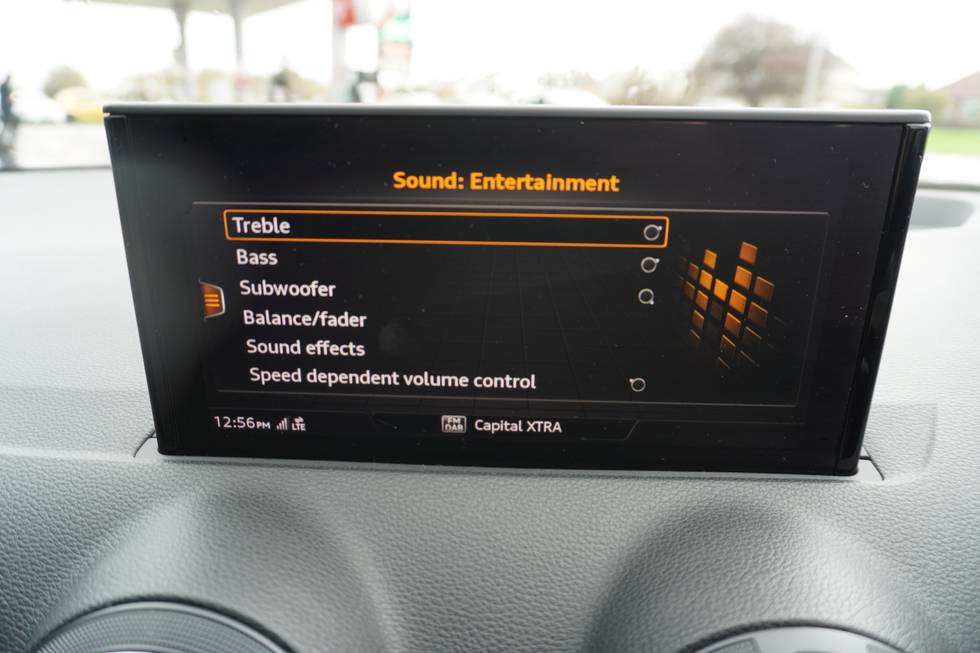 Sound: Entertainment
Treble
Bass
Subwoofer
Balance/fader
Sound effects
Speed dependent volume control
12:56PM LTE FM DAB Capital XTRA